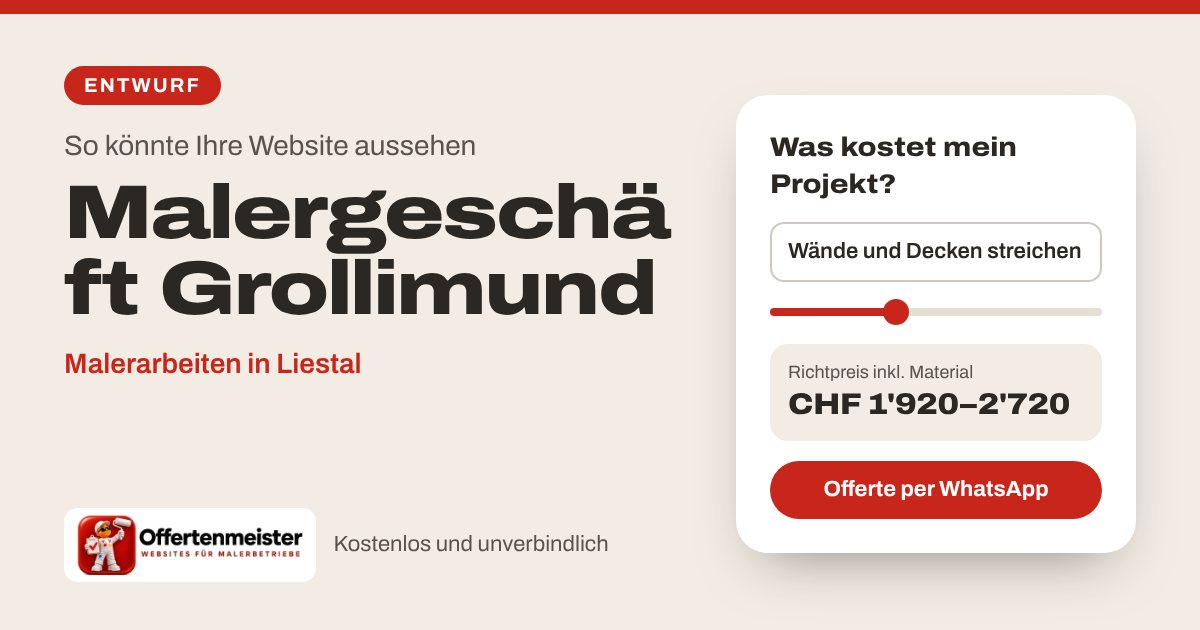 ENTWURF
So könnte Ihre Website aussehen
Malergeschä
ft Grollimund
Malerarbeiten in Liestal
Offertenmeister
WEBSITES FÜR MALERBETRIEBE
Kostenlos und unverbindlich
Was kostet mein
Projekt?
Wände und Decken streichen
Richtpreis inkl. Material
CHF 1'920–2'720
Offerte per WhatsApp